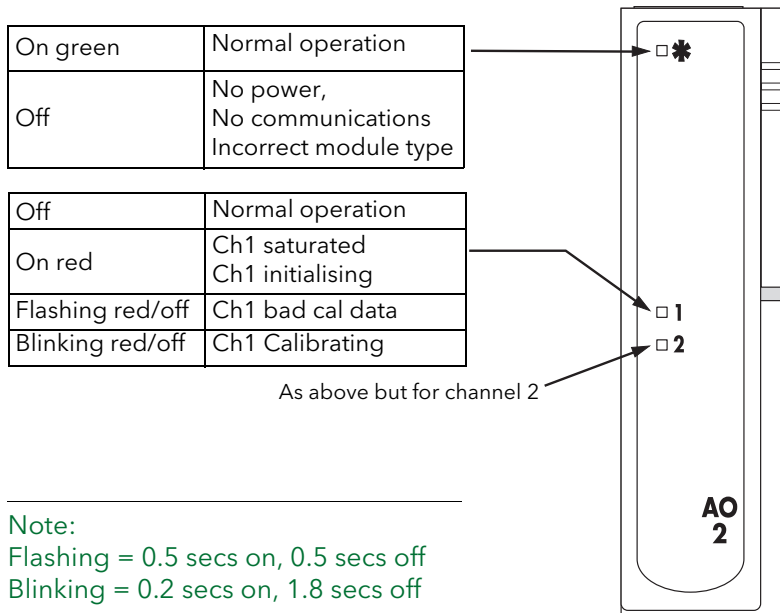 On green Normal operation
Off No power,
No communications
Incorrect module type
Off Normal operation
On red Ch1 saturated
Ch1 initialising
Flashing red/off Ch1 bad cal data
Blinking red/off Ch1 Calibrating
As above but for channel 2
Note:
Flashing = 0.5 secs on, 0.5 secs off
Blinking = 0.2 secs on, 1.8 secs off
✱
1
2
AO
2